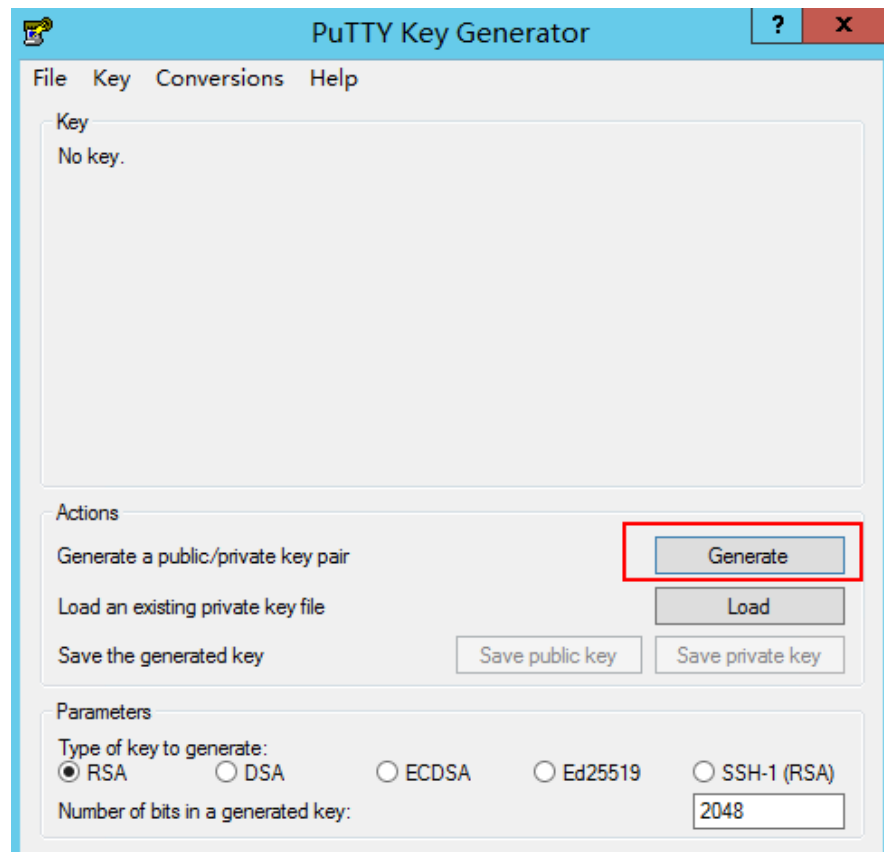 PuTTY Key Generator
? x
File Key Conversions Help
Key
No key.
Actions
Generate a public/private key pair Generate
Load an existing private key file Load
Save the generated key Save public key Save private key
Parameters
Type of key to generate:
RSA DSA ECDSA Ed25519 SSH-1 (RSA)
Number of bits in a generated key: 2048